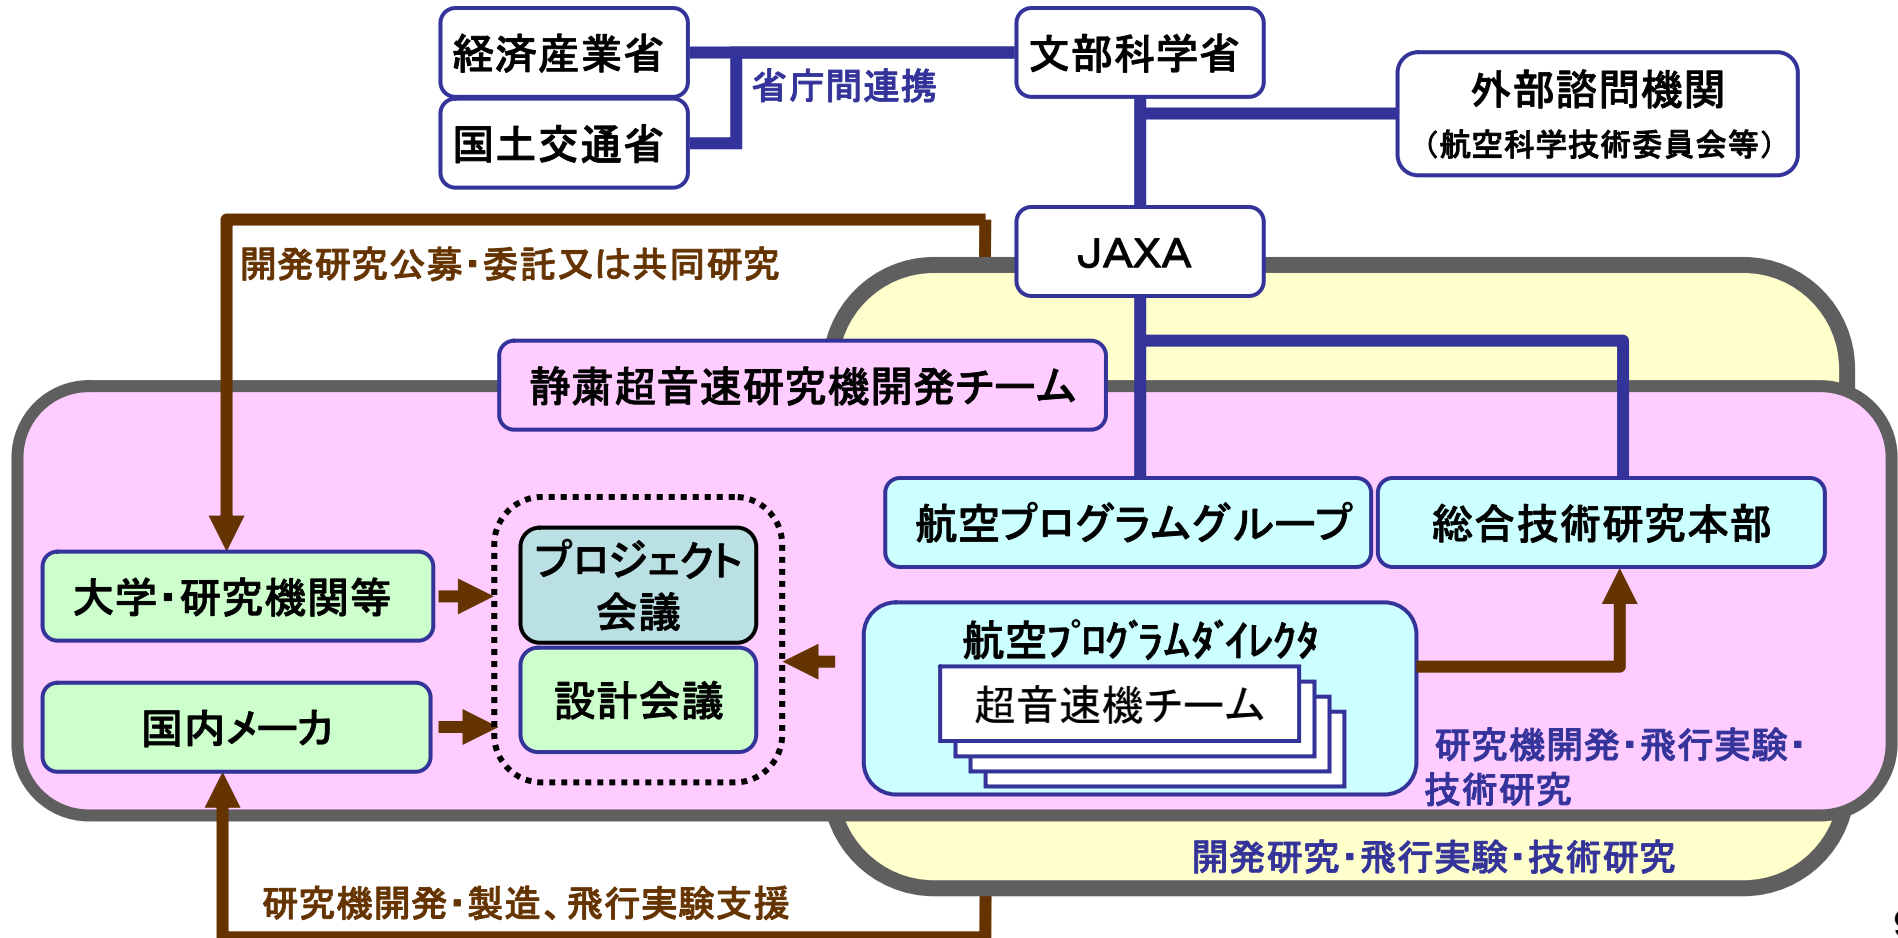 経済産業省
文部科学省
省庁間連携
国土交通省
外部諮問機関
（航空科学技術委員会等）
JAXA
開発研究公募・委託又は共同研究
静粛超音速研究機開発チーム
航空プログラムグループ
総合技術研究本部
プロジェクト
会議
設計会議
大学・研究機関等
国内メーカ
航空プログラムダイレクタ
超音速機チーム
研究機開発・飛行実験・
技術研究
開発研究・飛行実験・技術研究
研究機開発・製造、飛行実験支援